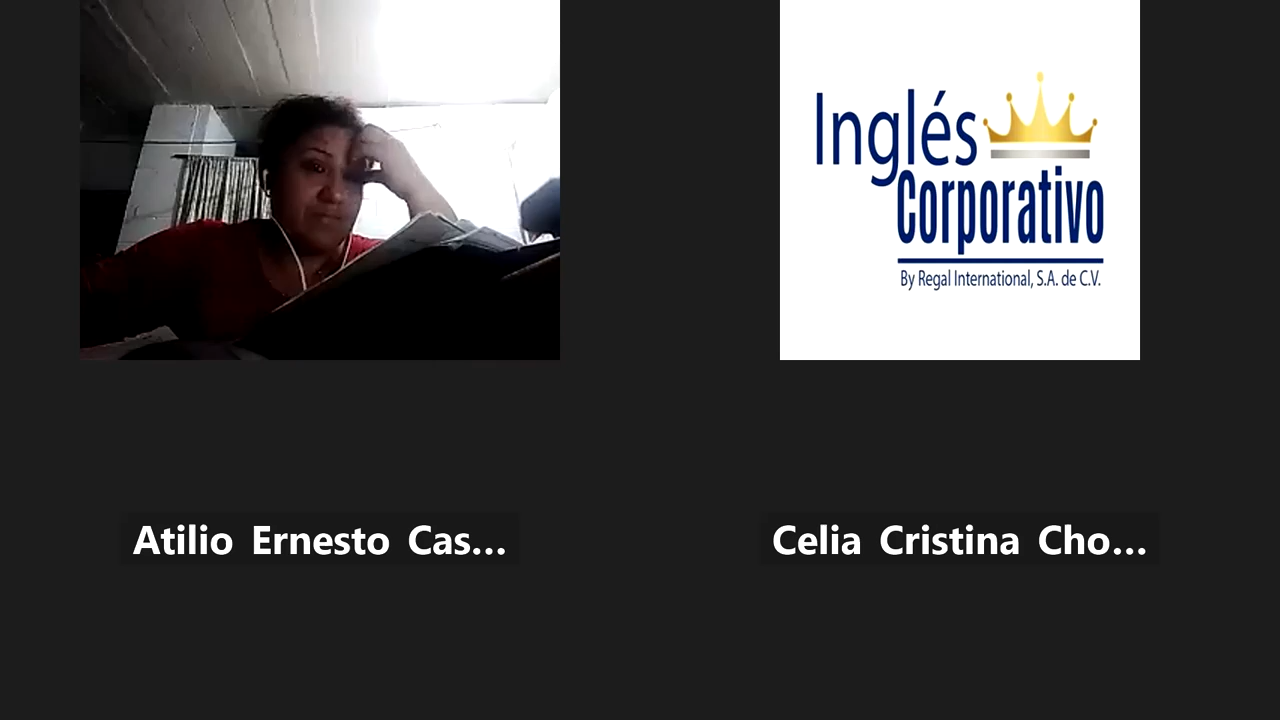 Inglés
Corporativo
By Regal International, S.A. de C.V.
Atilio Ernesto Cas...
Celia Cristina Cho...